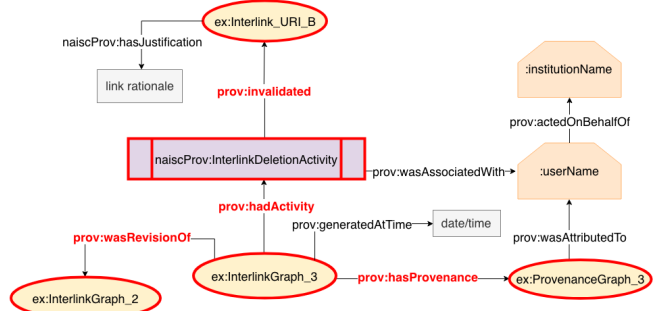 ex:Interlink_URI_B
naiscProv:hasJustification
link rationale
:institutionName
prov:invalidated
prov:actedOnBehalfOf
naiscProv:InterlinkDeletionActivity
prov:wasAssociatedWith
:userName
prov:hadActivity
prov:generatedAtTime
date/time
prov:wasRevisionOf
prov:wasAttributedTo
ex:InterlinkGraph_3
prov:hasProvenance
ex:ProvenanceGraph_3
ex:InterlinkGraph_2